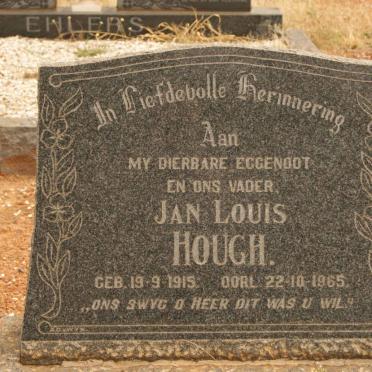 EHLERS
In Liefdevolle Herinnering
Aan
MY DIERBARE EGGENOOT
EN ONS VADER
JAN LOUIS
HOUGH.
GEB. 19-9-1915. OORL. 22-10-1965.
„ONS SWYG O HEER DIT WAS U WIL."